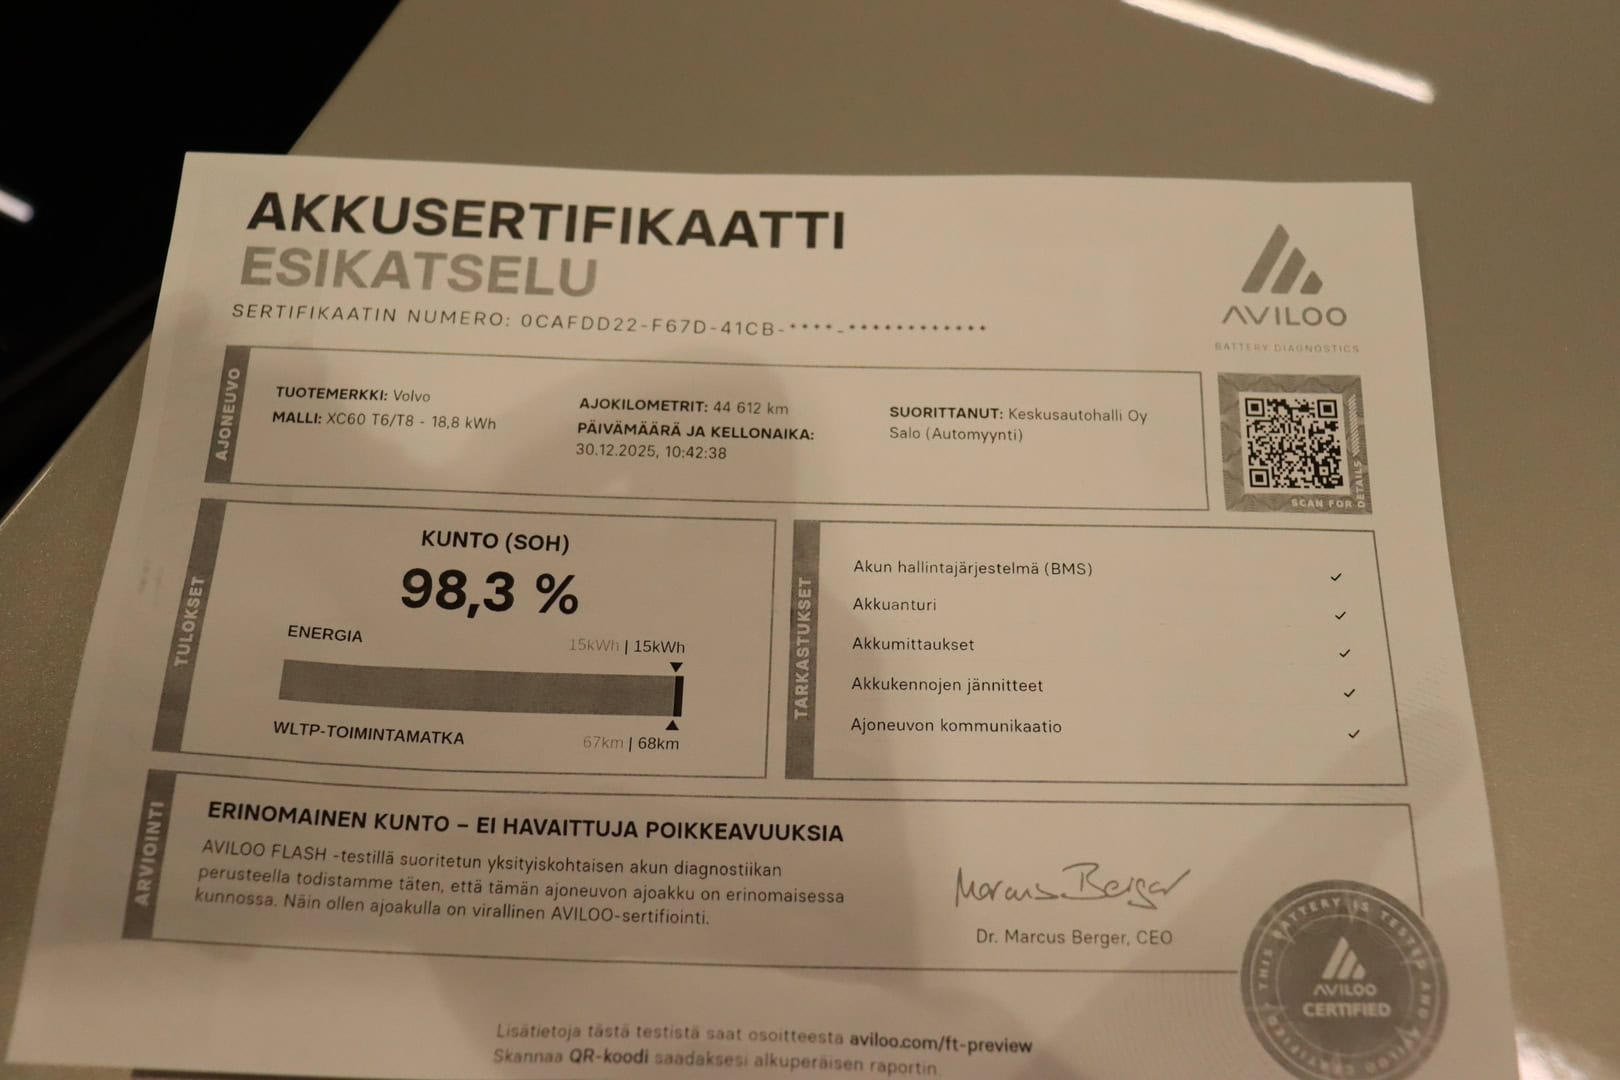 AKKUSERTIFIKAATTI
ESIKATSELU
SERTIFIKAATIN NUMERO: 0CAFDD22-F67D-41CB-****-************
AVILOO
BATTERY DIAGNOSTICS
AJONEUVO
TUOTEMERKKI: Volvo
MALLI: XC60 T6/T8 - 18,8 kWh
AJOKILOMETRIT: 44 612 km
PÄIVÄMÄÄRÄ JA KELLONAIKA:
30.12.2025, 10:42:38
SUORITTANUT: Keskusautohalli Oy
Salo (Automyynti)
SCAN FOR DETAILS
TULOKSET
KUNTO (SOH)
98,3 %
ENERGIA
15kWh | 15kWh
WLTP-TOIMINTAMATKA
67km | 68km
TARKASTUKSET
Akun hallintajärjestelmä (BMS) ✓
Akkuanturi ✓
Akkumittaukset ✓
Akkukennojen jännitteet ✓
Ajoneuvon kommunikaatio ✓
ARVIOINTI
ERINOMAINEN KUNTO – EI HAVAITTUJA POIKKEAVUUKSIA
AVILOO FLASH -testillä suoritetun yksityiskohtaisen akun diagnostiikan
perusteella todistamme täten, että tämän ajoneuvon ajoakku on erinomaisessa
kunnossa. Näin ollen ajoakulla on virallinen AVILOO-sertifiointi.
Marcus Berger
Dr. Marcus Berger, CEO
THIS BATTERY IS TESTED AND AVILOO CERTIFIED
AVILOO
CERTIFIED
Lisätietoja tästä testistä saat osoitteesta aviloo.com/ft-preview
Skannaa QR-koodi saadaksesi alkuperäisen raportin.